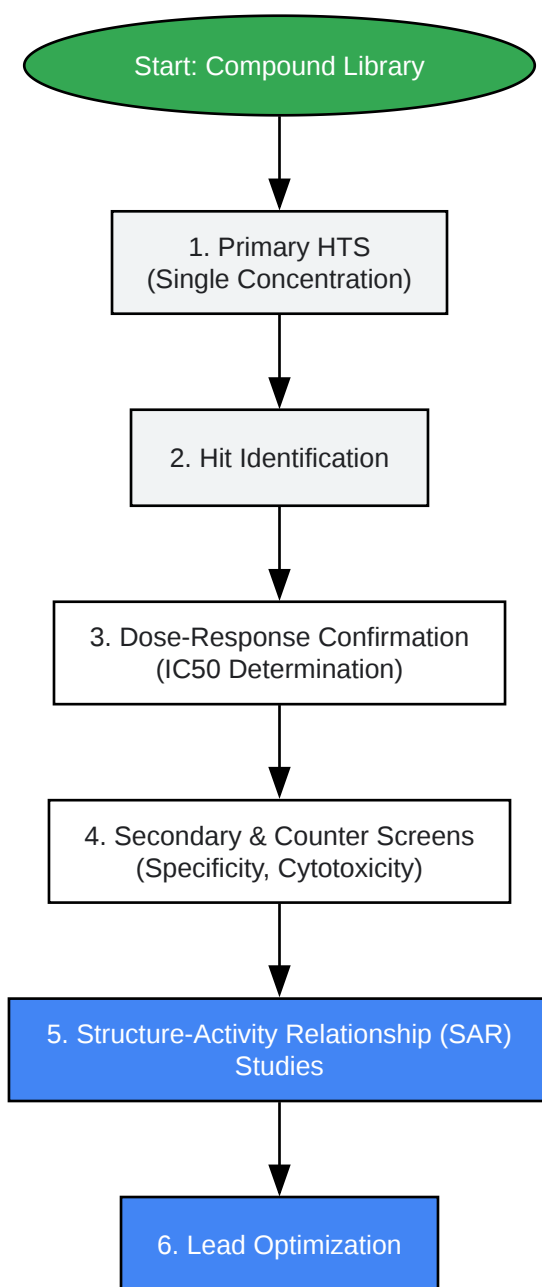 Start: Compound Library
1. Primary HTS
(Single Concentration)
2. Hit Identification
3. Dose-Response Confirmation
(IC50 Determination)
4. Secondary & Counter Screens
(Specificity, Cytotoxicity)
5. Structure-Activity Relationship (SAR)
Studies
6. Lead Optimization